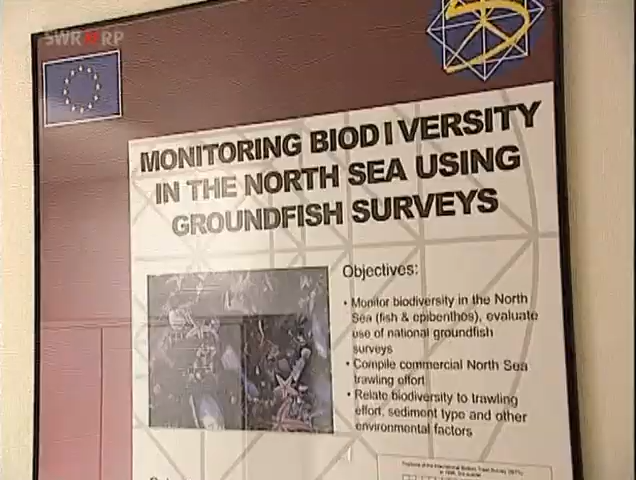 SWR RP
MONITORING BIODIVERSITY
IN THE NORTH SEA USING
GROUNDFISH SURVEYS
Objectives:
• Monitor biodiversity in the North
Sea (fish & epibenthos), evaluate
use of national groundfish
surveys
• Compile commercial North Sea
trawling effort
• Relate biodiversity to trawling
effort, sediment type and other
environmental factors